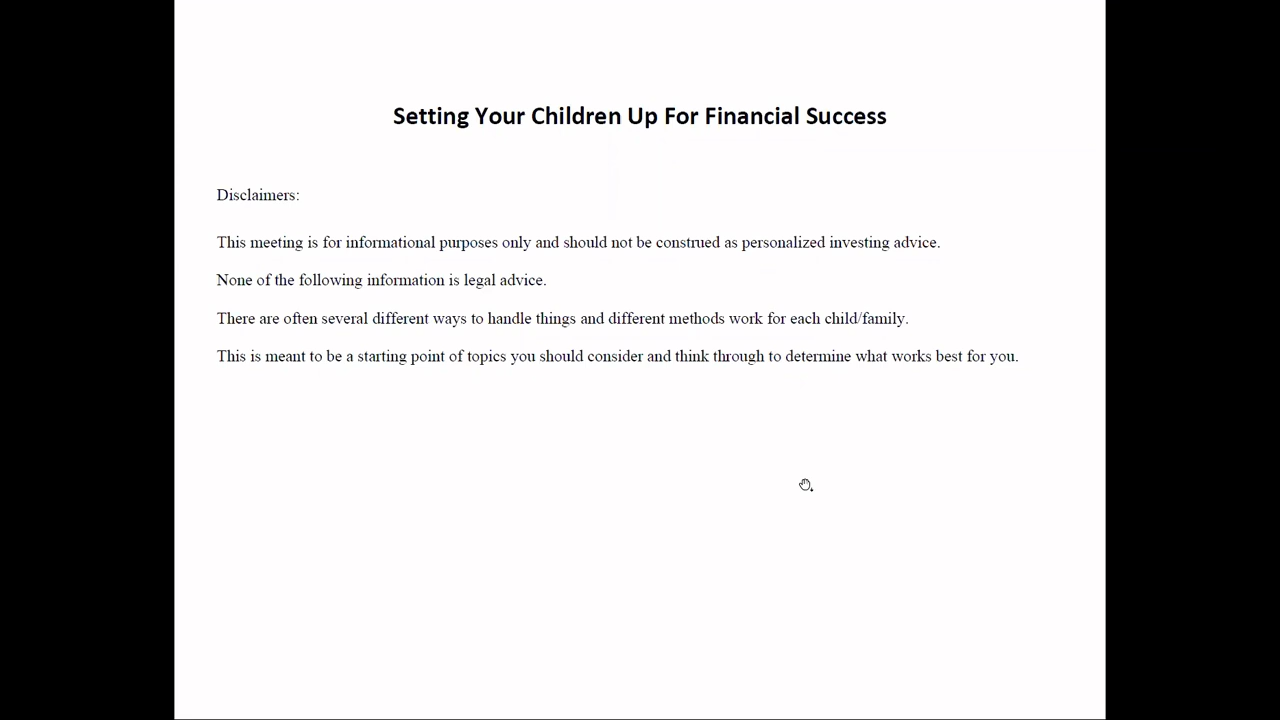 Setting Your Children Up For Financial Success
Disclaimers:
This meeting is for informational purposes only and should not be construed as personalized investing advice.
None of the following information is legal advice.
There are often several different ways to handle things and different methods work for each child/family.
This is meant to be a starting point of topics you should consider and think through to determine what works best for you.